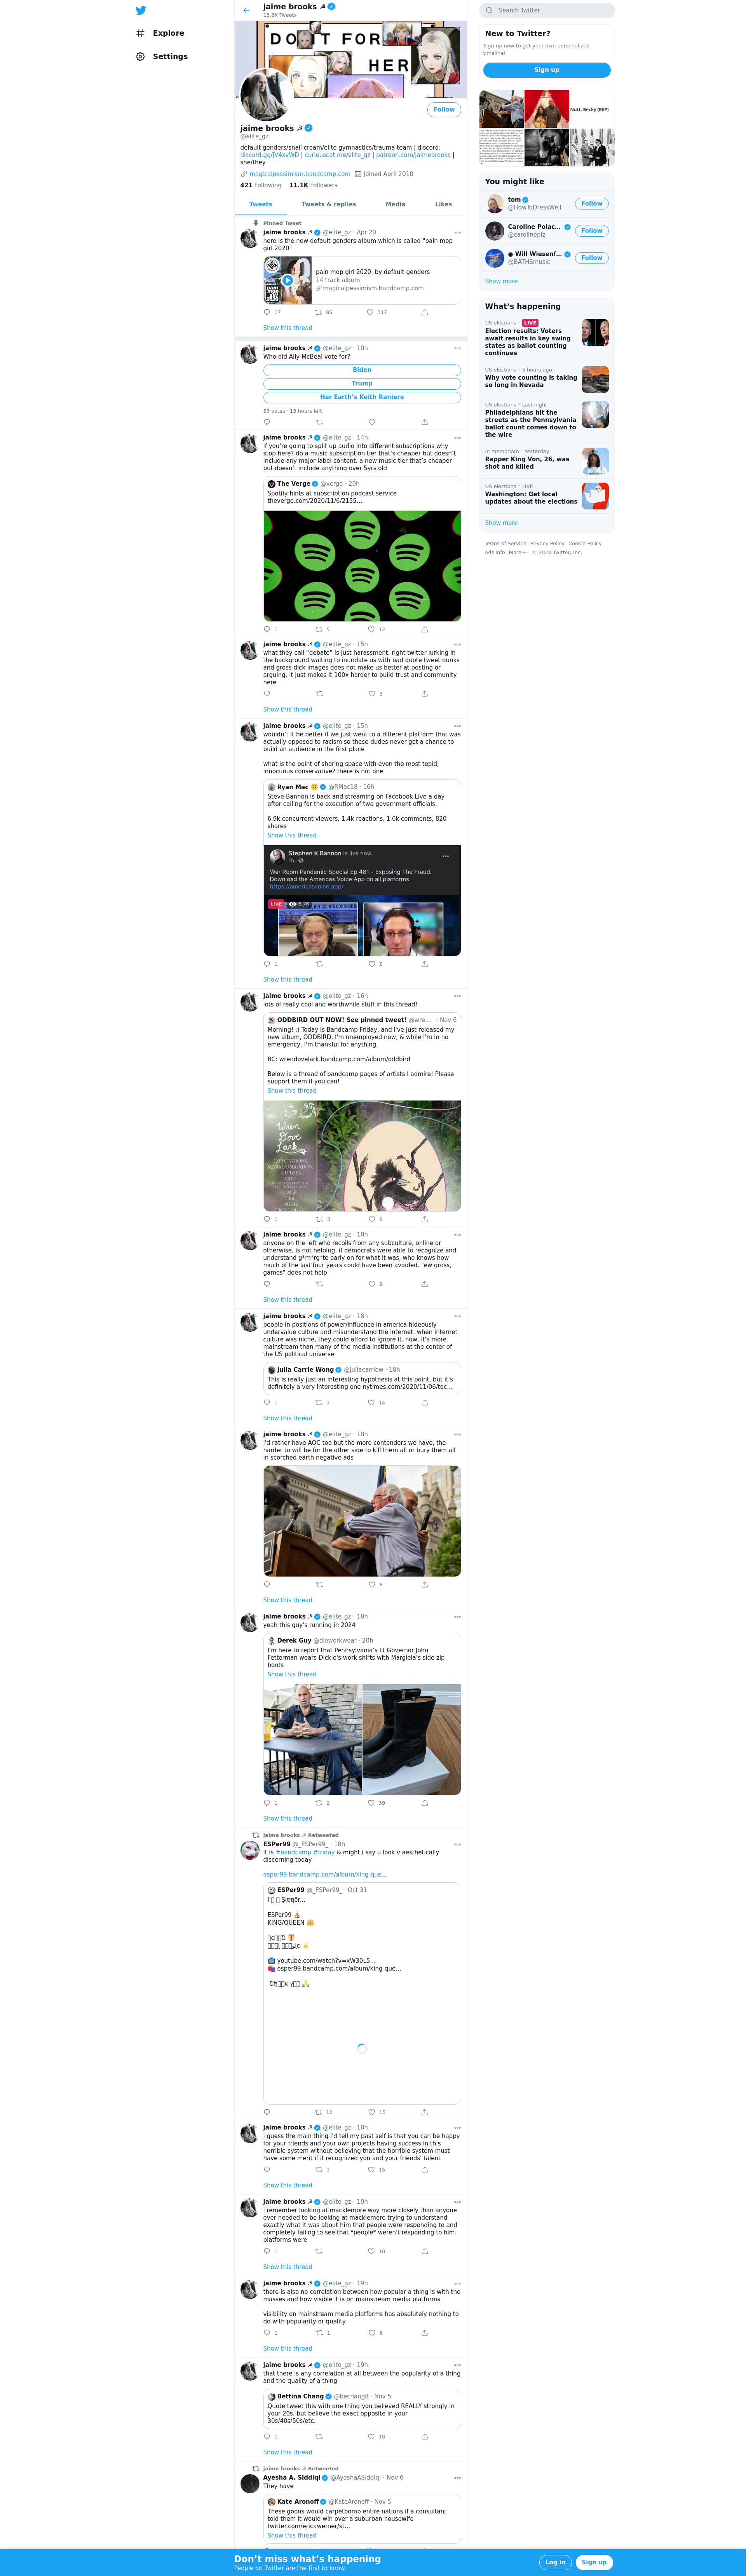 jaime brooks
13.6K Tweets
Explore
Settings
DO IT FOR
HER
Follow
jaime brooks
@elite_gz
default genders/snail cream/elite gymnastics/trauma team | discord:
discord.gg/jV4xvWD | curiouscat.me/elite_gz | patreon.com/jaimebrooks |
she/they
magicalpessimism.bandcamp.com Joined April 2010
421 Following 11.1K Followers
Tweets Tweets & replies Media Likes
Pinned Tweet
jaime brooks @elite_gz · Apr 20
here is the new default genders album which is called "pain mop
girl 2020"
pain mop girl 2020, by default genders
14 track album
magicalpessimism.bandcamp.com
17 85 317
Show this thread
jaime brooks @elite_gz · 10h
Who did Ally McBeal vote for?
Biden
Trump
Her Earth's Keith Raniere
53 votes · 13 hours left
jaime brooks @elite_gz · 14h
if you're going to split up audio into different subscriptions why
stop here? do a music subscription tier that's cheaper but doesn't
include any major label content. a new music tier that's cheaper
but doesn't include anything over 5yrs old
The Verge @verge · 20h
Spotify hints at subscription podcast service
theverge.com/2020/11/6/2155…
1 5 12
jaime brooks @elite_gz · 15h
what they call "debate" is just harassment. right twitter lurking in
the background waiting to inundate us with bad quote tweet dunks
and gross dick images does not make us better at posting or
arguing, it just makes it 100x harder to build trust and community
here
3
Show this thread
jaime brooks @elite_gz · 15h
wouldn't it be better if we just went to a different platform that was
actually opposed to racism so these dudes never get a chance to
build an audience in the first place
what is the point of sharing space with even the most tepid,
innocuous conservative? there is not one
Ryan Mac @RMac18 · 16h
Steve Bannon is back and streaming on Facebook Live a day
after calling for the execution of two government officials.
6.9k concurrent viewers, 1.4k reactions, 1.6k comments, 820
shares
Show this thread
Stephen K Bannon is live now.
1h
War Room Pandemic Special Ep 481 - Exposing The Fraud.
Download the Americas Voice App on all platforms.
https://americasvoice.app/
LIVE
1 8
Show this thread
jaime brooks @elite_gz · 16h
lots of really cool and worthwhile stuff in this thread!
ODDBIRD OUT NOW! See pinned tweet! @wre… · Nov 6
Morning! :) Today is Bandcamp Friday, and I've just released my
new album, ODDBIRD. I'm unemployed now, & while I'm in no
emergency, I'm thankful for anything.
BC: wrendovelark.bandcamp.com/album/oddbird
Below is a thread of bandcamp pages of artists I admire! Please
support them if you can!
Show this thread
Wren
Dove
Lark
1 3 8
jaime brooks @elite_gz · 18h
anyone on the left who recoils from any subculture, online or
otherwise, is not helping. if democrats were able to recognize and
understand g*m*rg*te early on for what it was, who knows how
much of the last four years could have been avoided. "ew gross,
games" does not help
9
Show this thread
jaime brooks @elite_gz · 18h
people in positions of power/influence in america hideously
undervalue culture and misunderstand the internet. when internet
culture was niche, they could afford to ignore it. now, it's more
mainstream than many of the media institutions at the center of
the US political universe
Julia Carrie Wong @juliacarriew · 18h
This is really just an interesting hypothesis at this point, but it's
definitely a very interesting one nytimes.com/2020/11/06/tec…
1 1 14
Show this thread
jaime brooks @elite_gz · 18h
i'd rather have AOC too but the more contenders we have, the
harder to will be for the other side to kill them all or bury them all
in scorched earth negative ads
9
Show this thread
jaime brooks @elite_gz · 18h
yeah this guy's running in 2024
Derek Guy @dieworkwear · 20h
I'm here to report that Pennsylvania's Lt Governor John
Fetterman wears Dickie's work shirts with Margiela's side zip
boots
Show this thread
1 2 39
Show this thread
jaime brooks Retweeted
ESPer99 @_ESPer99_ · 18h
it is #bandcamp #friday & might i say u look v aesthetically
discerning today
esper99.bandcamp.com/album/king-que…
ESPer99 @_ESPer99_ · Oct 31
ESPer99
KING/QUEEN
youtube.com/watch?v=xW30L5…
esper99.bandcamp.com/album/king-que…
12 15
jaime brooks @elite_gz · 18h
i guess the main thing i'd tell my past self is that you can be happy
for your friends and your own projects having success in this
horrible system without believing that the horrible system must
have some merit if it recognized you and your friends' talent
1 15
Show this thread
jaime brooks @elite_gz · 19h
i remember looking at macklemore way more closely than anyone
ever needed to be looking at macklemore trying to understand
exactly what it was about him that people were responding to and
completely failing to see that *people* weren't responding to him.
platforms were
1 10
Show this thread
jaime brooks @elite_gz · 19h
there is also no correlation between how popular a thing is with the
masses and how visible it is on mainstream media platforms
visibility on mainstream media platforms has absolutely nothing to
do with popularity or quality
1 1 6
Show this thread
jaime brooks @elite_gz · 19h
that there is any correlation at all between the popularity of a thing
and the quality of a thing
Bettina Chang @bechang8 · Nov 5
Quote tweet this with one thing you believed REALLY strongly in
your 20s, but believe the exact opposite in your
30s/40s/50s/etc.
1 18
Show this thread
jaime brooks Retweeted
Ayesha A. Siddiqi @AyeshaASiddiqi · Nov 6
They have
Kate Aronoff @KateAronoff · Nov 5
These goons would carpetbomb entire nations if a consultant
told them it would win over a suburban housewife
twitter.com/ericawerner/st…
Show this thread
Search Twitter
New to Twitter?
Sign up now to get your own personalized
timeline!
Sign up
Nutt, Becky (REP)
You might like
tom
@HowToDressWell
Follow
Caroline Polac…
@carolineplz
Follow
Will Wiesenf…
@BATHSmusic
Follow
Show more
What's happening
US elections · LIVE
Election results: Voters
await results in key swing
states as ballot counting
continues
US elections · 5 hours ago
Why vote counting is taking
so long in Nevada
US elections · Last night
Philadelphians hit the
streets as the Pennsylvania
ballot count comes down to
the wire
In memoriam · Yesterday
Rapper King Von, 26, was
shot and killed
US elections · LIVE
Washington: Get local
updates about the elections
Show more
Terms of Service Privacy Policy Cookie Policy
Ads info More © 2020 Twitter, Inc.
Don't miss what's happening
People on Twitter are the first to know.
Log in Sign up